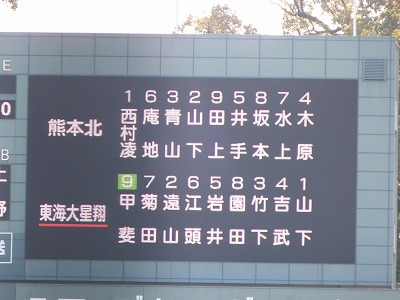 E
0
B
野
1 6 3 2 9 5 8 7 4
熊本北
西村凌
庵地
青山
山下
田上
井手
坂本
水上
木原
9 7 2 6 5 8 3 4 1
東海大星翔
甲斐
菊田
遠山
江頭
岩井
園田
竹下
吉武
山下